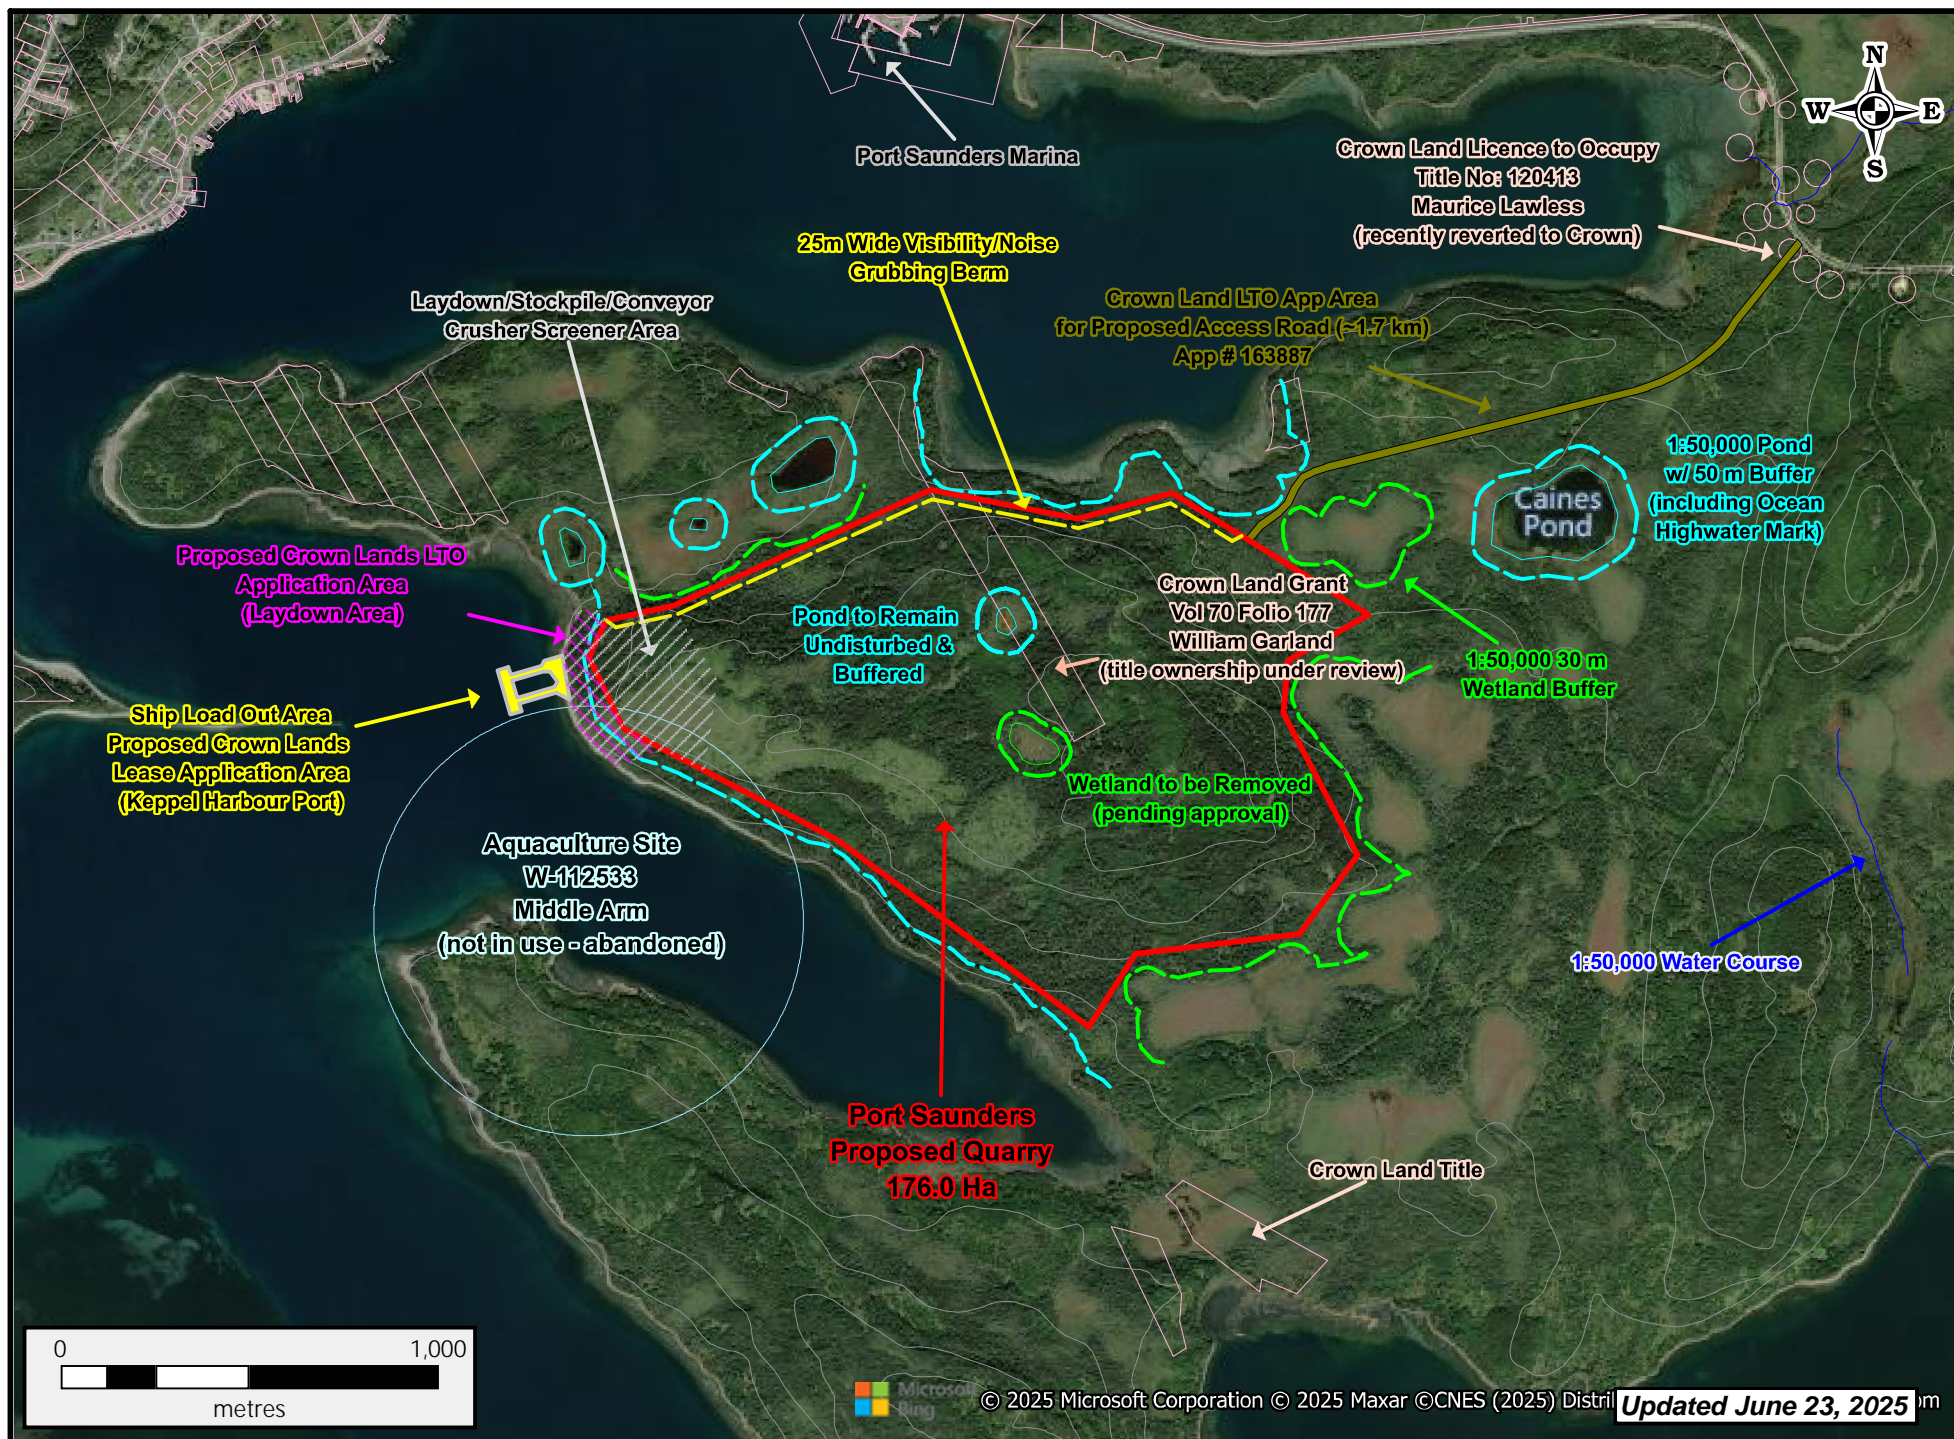 N
W
E
S
Port Saunders Marina
Crown Land Licence to Occupy
Title No: 120413
Maurice Lawless
(recently reverted to Crown)
25m Wide Visibility/Noise
Grubbing Berm
Laydown/Stockpile/Conveyor
Crusher Screener Area
Crown Land LTO App Area
for Proposed Access Road (~1.7 km)
App # 163887
1:50,000 Pond
w/ 50 m Buffer
(including Ocean
Highwater Mark)
Caines
Pond
Proposed Crown Lands LTO
Application Area
(Laydown Area)
Pond to Remain
Undisturbed &
Buffered
Crown Land Grant
Vol 70 Folio 177
William Garland
(title ownership under review)
1:50,000 30 m
Wetland Buffer
Ship Load Out Area
Proposed Crown Lands
Lease Application Area
(Keppel Harbour Port)
Wetland to be Removed
(pending approval)
Aquaculture Site
W-112533
Middle Arm
(not in use - abandoned)
1:50,000 Water Course
Port Saunders
Proposed Quarry
176.0 Ha
Crown Land Title
0
1,000
metres
Microsoft
Bing
© 2025 Microsoft Corporation © 2025 Maxar ©CNES (2025) Distri
om
Updated June 23, 2025